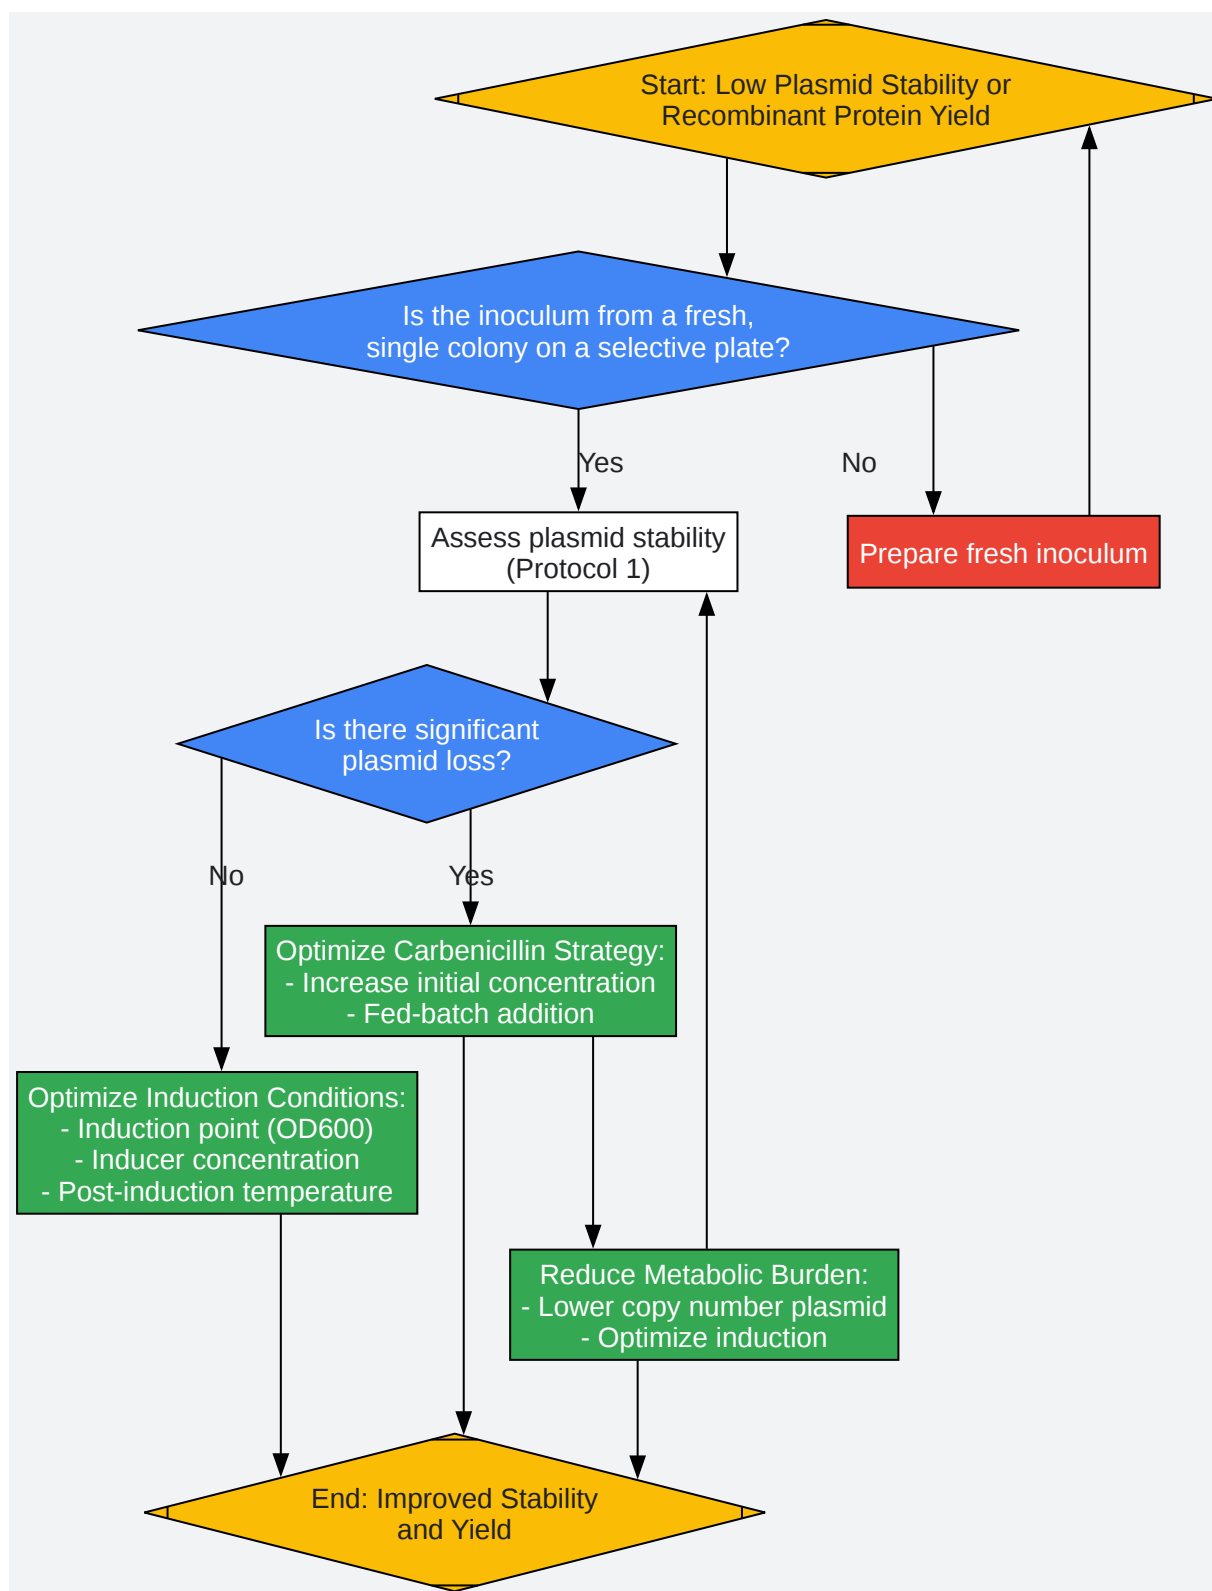 Start: Low Plasmid Stability or
Recombinant Protein Yield
Is the inoculum from a fresh,
single colony on a selective plate?
Yes
No
Assess plasmid stability
(Protocol 1)
Prepare fresh inoculum
Is there significant
plasmid loss?
No
Yes
Optimize Carbenicillin Strategy:
- Increase initial concentration
- Fed-batch addition
Optimize Induction Conditions:
- Induction point (OD600)
- Inducer concentration
- Post-induction temperature
Reduce Metabolic Burden:
- Lower copy number plasmid
- Optimize induction
End: Improved Stability
and Yield